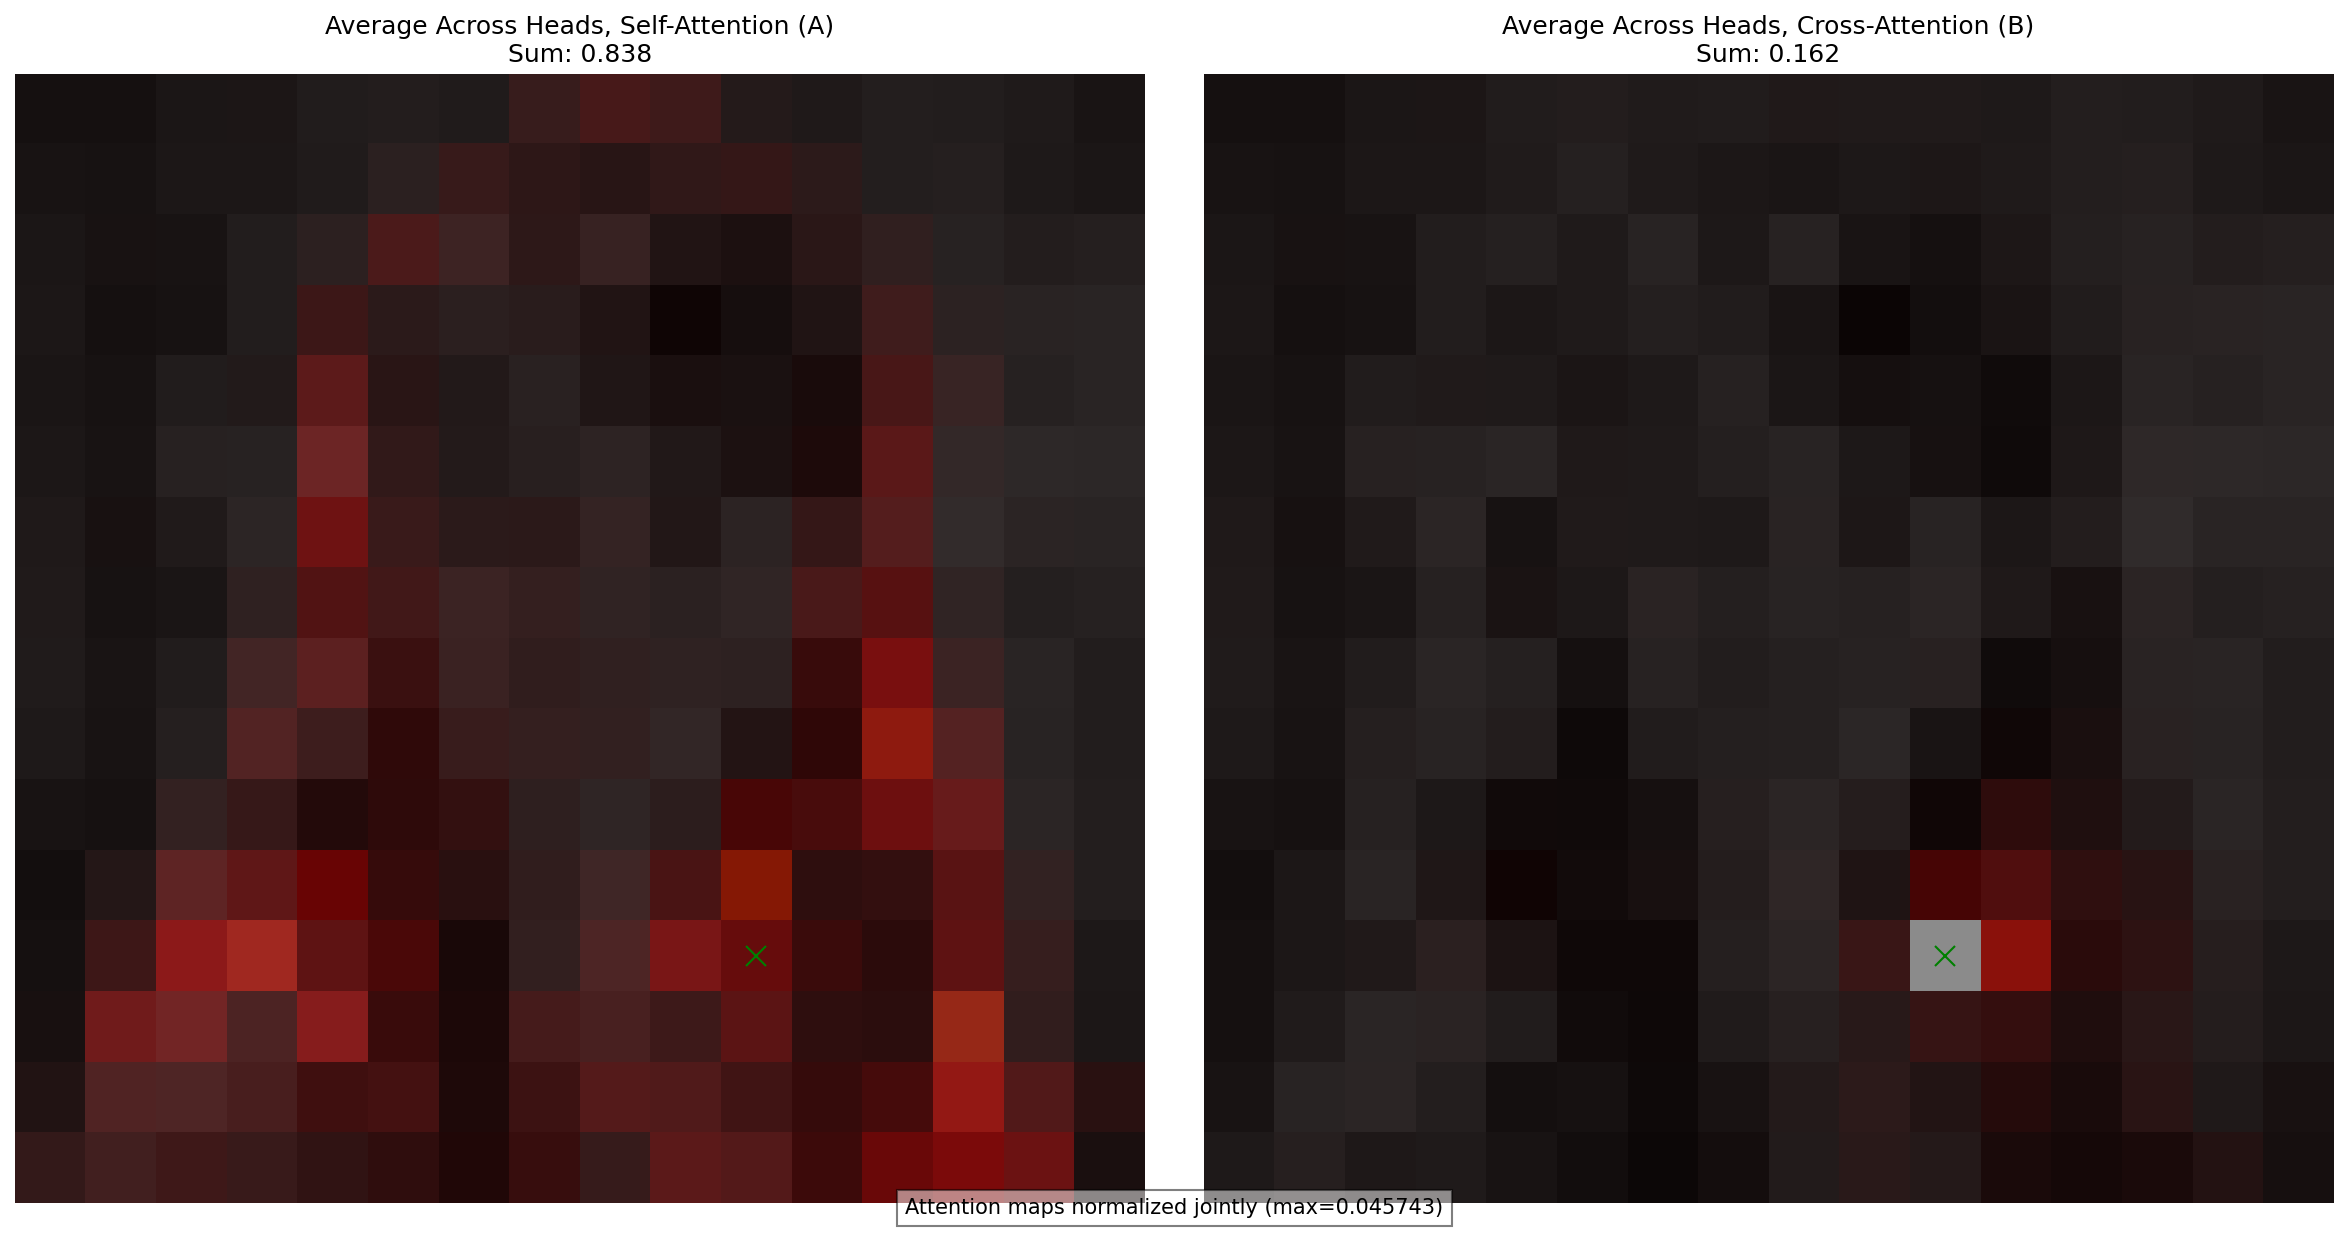 Average Across Heads, Self-Attention (A)
Sum: 0.838
Average Across Heads, Cross-Attention (B)
Sum: 0.162
Attention maps normalized jointly (max=0.045743)